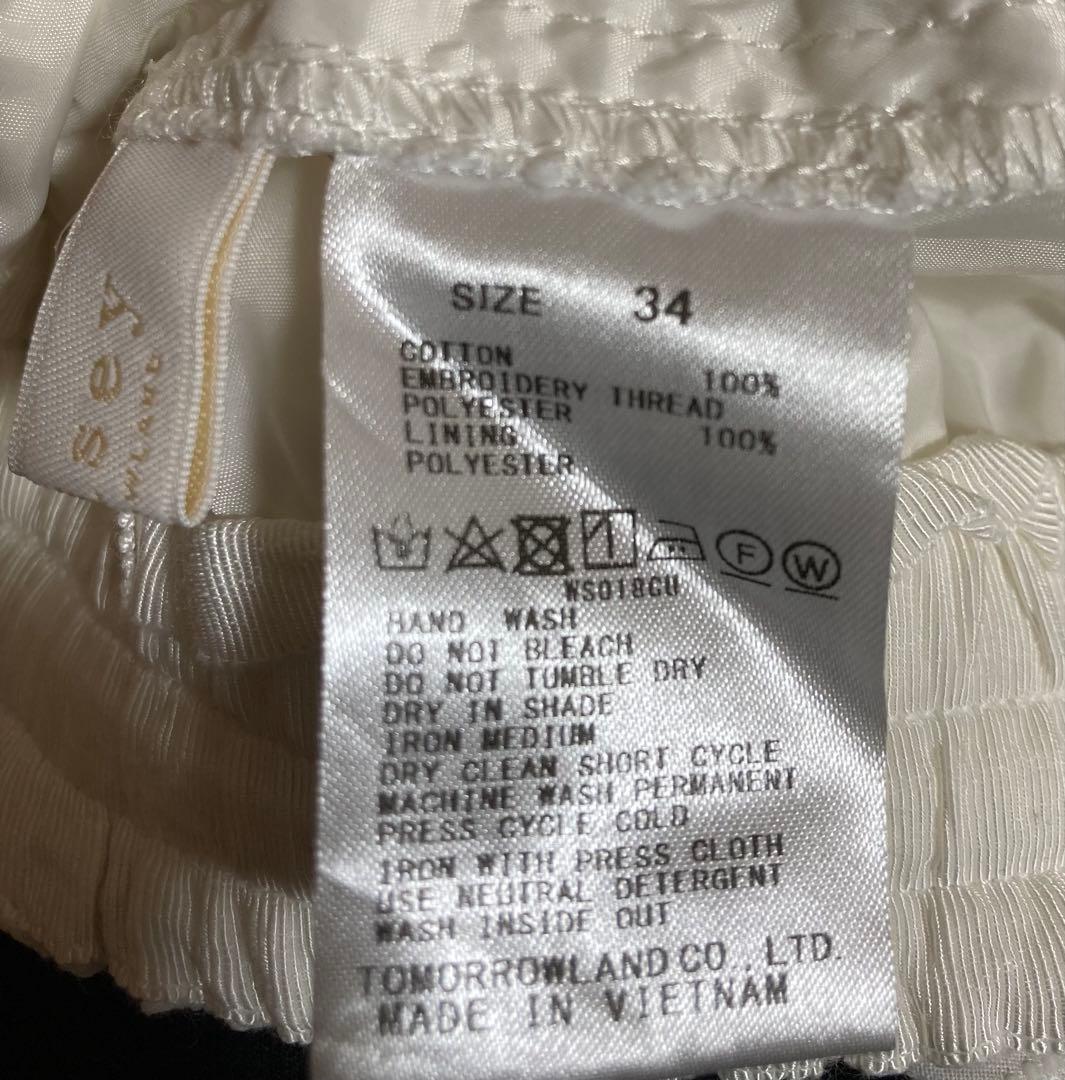 SIZE 34
COTTON 100%
EMBROIDERY THREAD
POLYESTER 100%
LINING
POLYESTER
F W
WS018CU
HAND WASH
DO NOT BLEACH
DO NOT TUMBLE DRY
DRY IN SHADE
IRON MEDIUM
DRY CLEAN SHORT CYCLE
MACHINE WASH PERMANENT
PRESS CYCLE COLD
IRON WITH PRESS CLOTH
USE NEUTRAL DETERGENT
WASH INSIDE OUT
TOMORROWLAND CO.,LTD.
MADE IN VIETNAM
sey